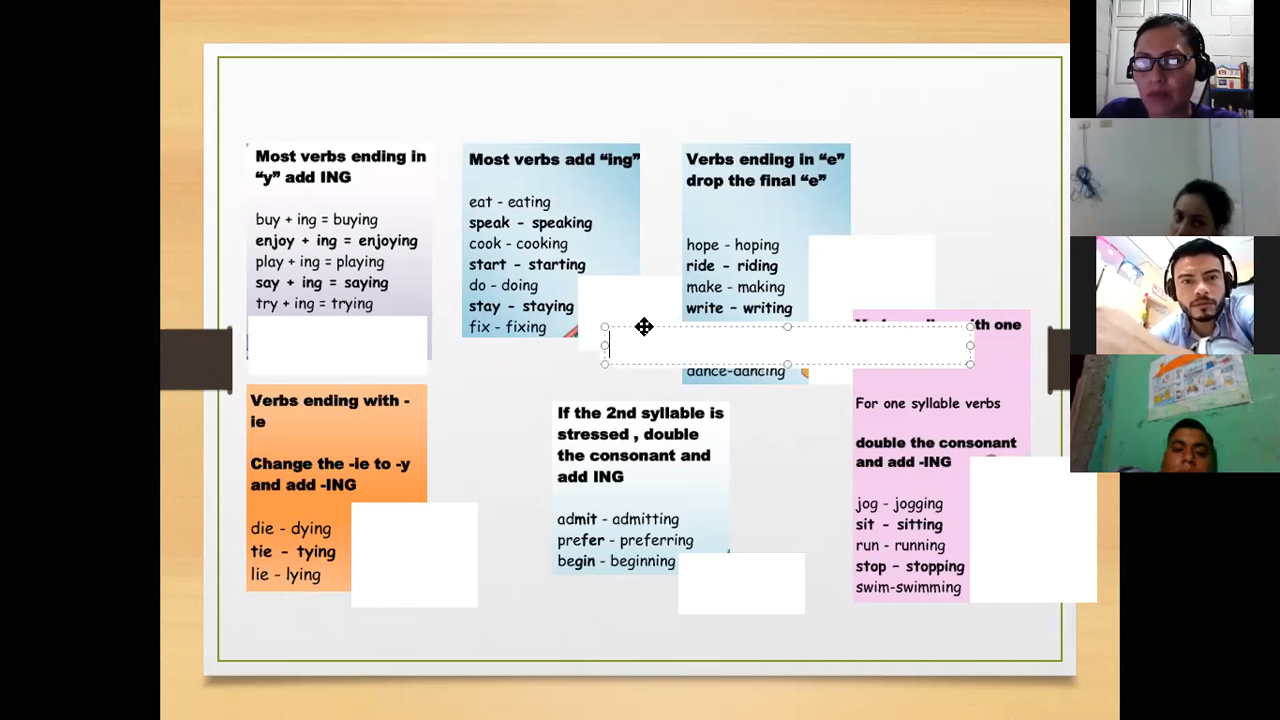 Most verbs ending in
“y” add ING
buy + ing = buying
enjoy + ing = enjoying
play + ing = playing
say + ing = saying
try + ing = trying
Most verbs add “ing”
eat - eating
speak - speaking
cook - cooking
start - starting
do - doing
stay - staying
fix - fixing
Verbs ending in “e”
drop the final “e”
hope - hoping
ride - riding
make - making
write - writing
dance-dancing
Verbs ending with -
ie
Change the -ie to -y
and add -ING
die - dying
tie - tying
lie - lying
If the 2nd syllable is
stressed , double
the consonant and
add ING
admit - admitting
prefer - preferring
begin - beginning
with one
For one syllable verbs
double the consonant
and add -ING
jog - jogging
sit - sitting
run - running
stop - stopping
swim-swimming